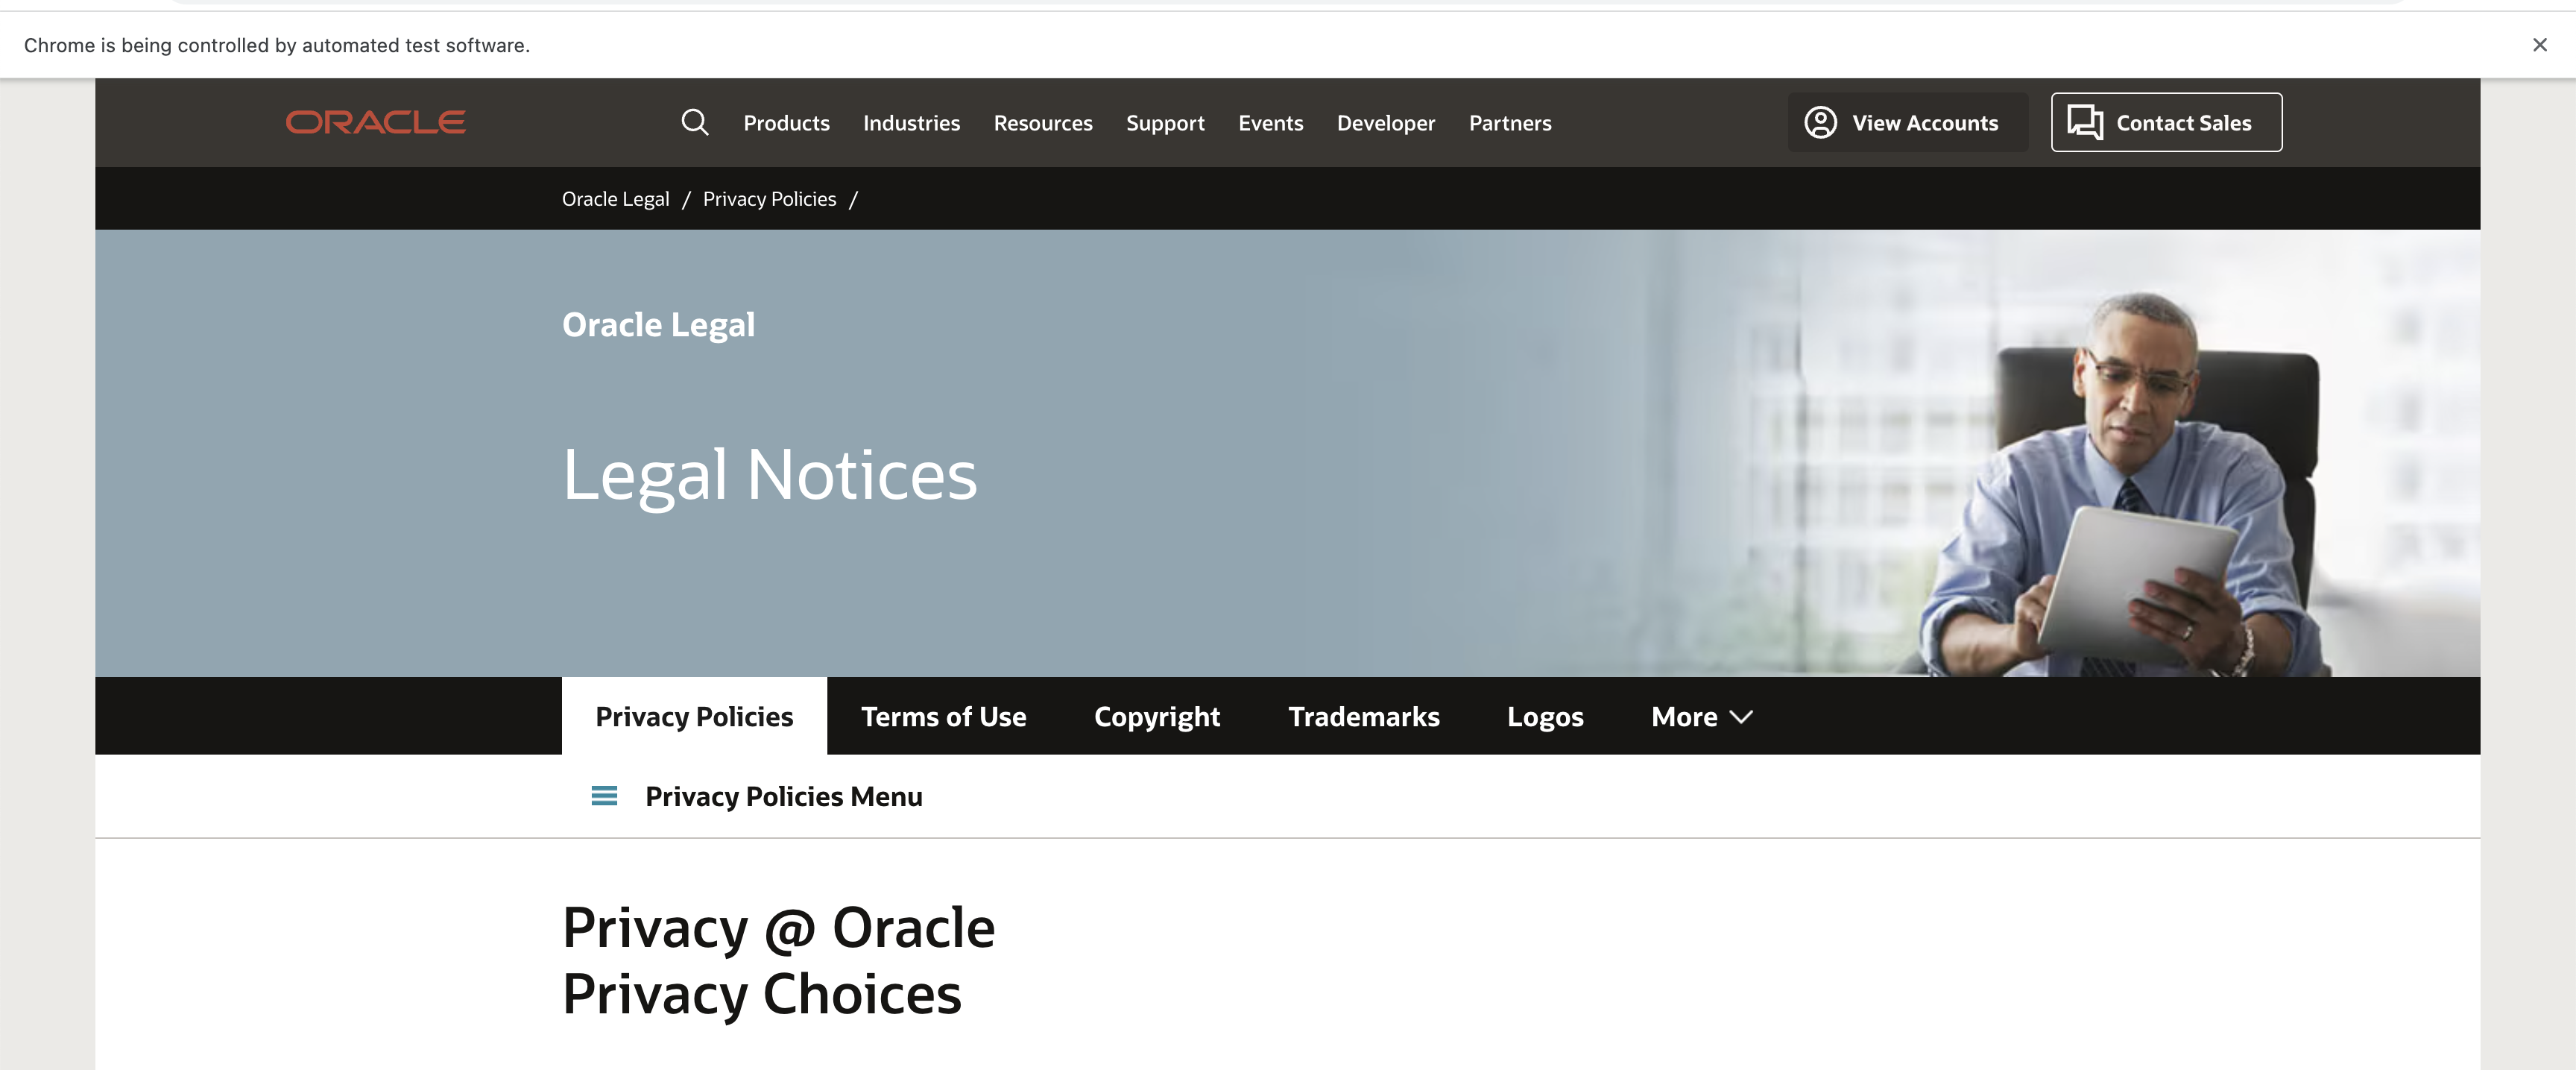 Chrome is being controlled by automated test software.
ORACLE Products Industries Resources Support Events Developer Partners View Accounts Contact Sales
Oracle Legal / Privacy Policies /
Oracle Legal
Legal Notices
Privacy Policies Terms of Use Copyright Trademarks Logos More
Privacy Policies Menu
Privacy @ Oracle
Privacy Choices